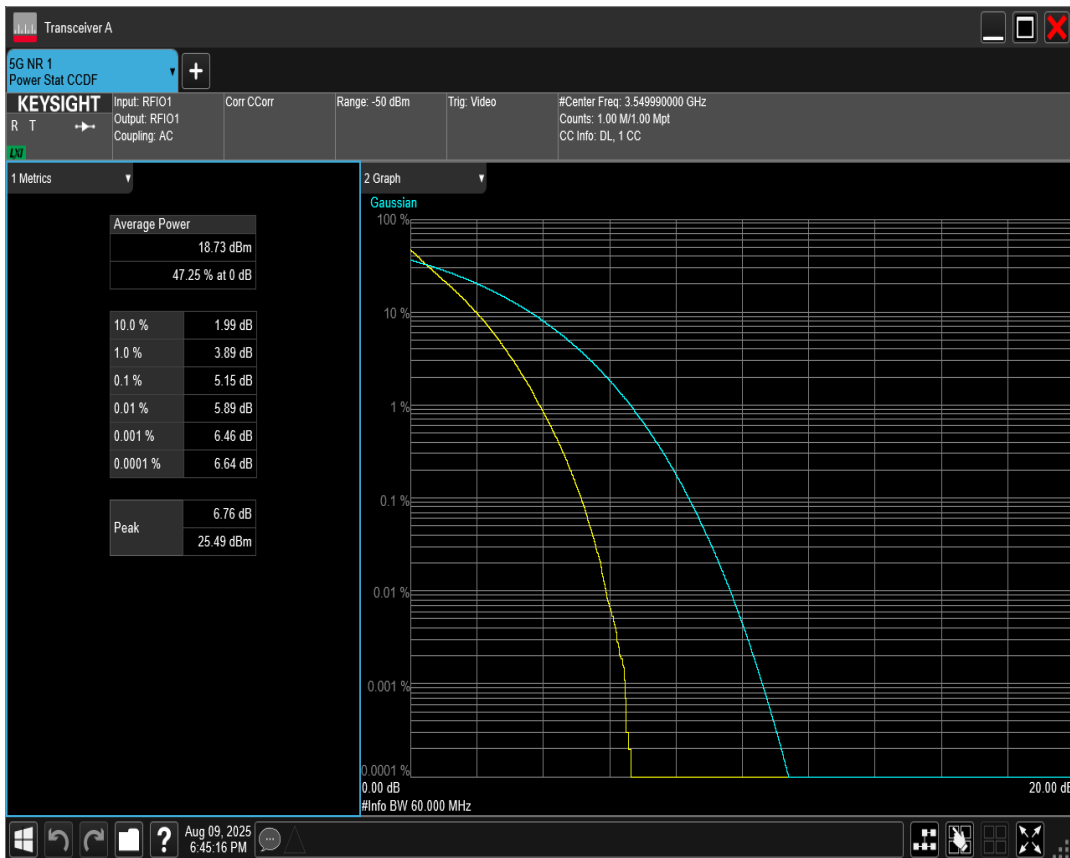 Transceiver A
5G NR 1
Power Stat CCDF
+
KEYSIGHT
R T
LXI
Input: RFIO1
Output: RFIO1
Coupling: AC
Corr CCorr
Range: -50 dBm
Trig: Video
#Center Freq: 3.549990000 GHz
Counts: 1.00 M/1.00 Mpt
CC Info: DL, 1 CC
1 Metrics
Average Power
18.73 dBm
47.25 % at 0 dB
10.0 % 1.99 dB
1.0 % 3.89 dB
0.1 % 5.15 dB
0.01 % 5.89 dB
0.001 % 6.46 dB
0.0001 % 6.64 dB
Peak
6.76 dB
25.49 dBm
2 Graph
Gaussian
100 %
10 %
1 %
0.1 %
0.01 %
0.001 %
0.0001 %
0.00 dB 20.00 dB
#Info BW 60.000 MHz
?
Aug 09, 2025
6:45:16 PM